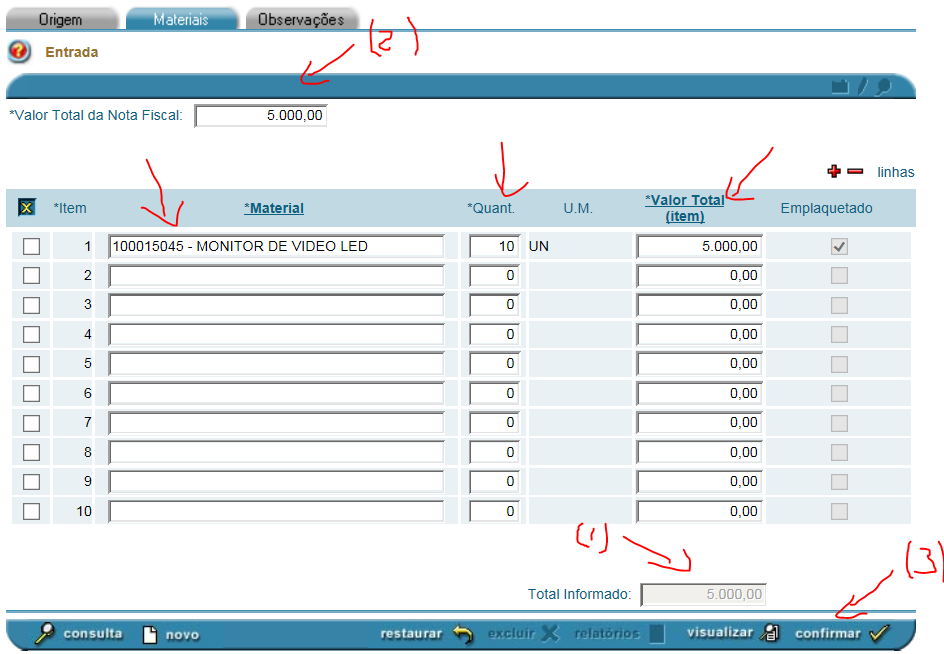 Origem Materiais Observações
(2)
Entrada
*Valor Total da Nota Fiscal: 5.000,00
linhas
*Item *Material *Quant. U.M. *Valor Total (item) Emplaquetado
1 100015045 - MONITOR DE VIDEO LED 10 UN 5.000,00
2 0 0,00
3 0 0,00
4 0 0,00
5 0 0,00
6 0 0,00
7 0 0,00
8 0 0,00
9 0 0,00
10 0 0,00
(1)
(3)
Total Informado: 5.000,00
consulta novo restaurar excluir relatórios visualizar confirmar